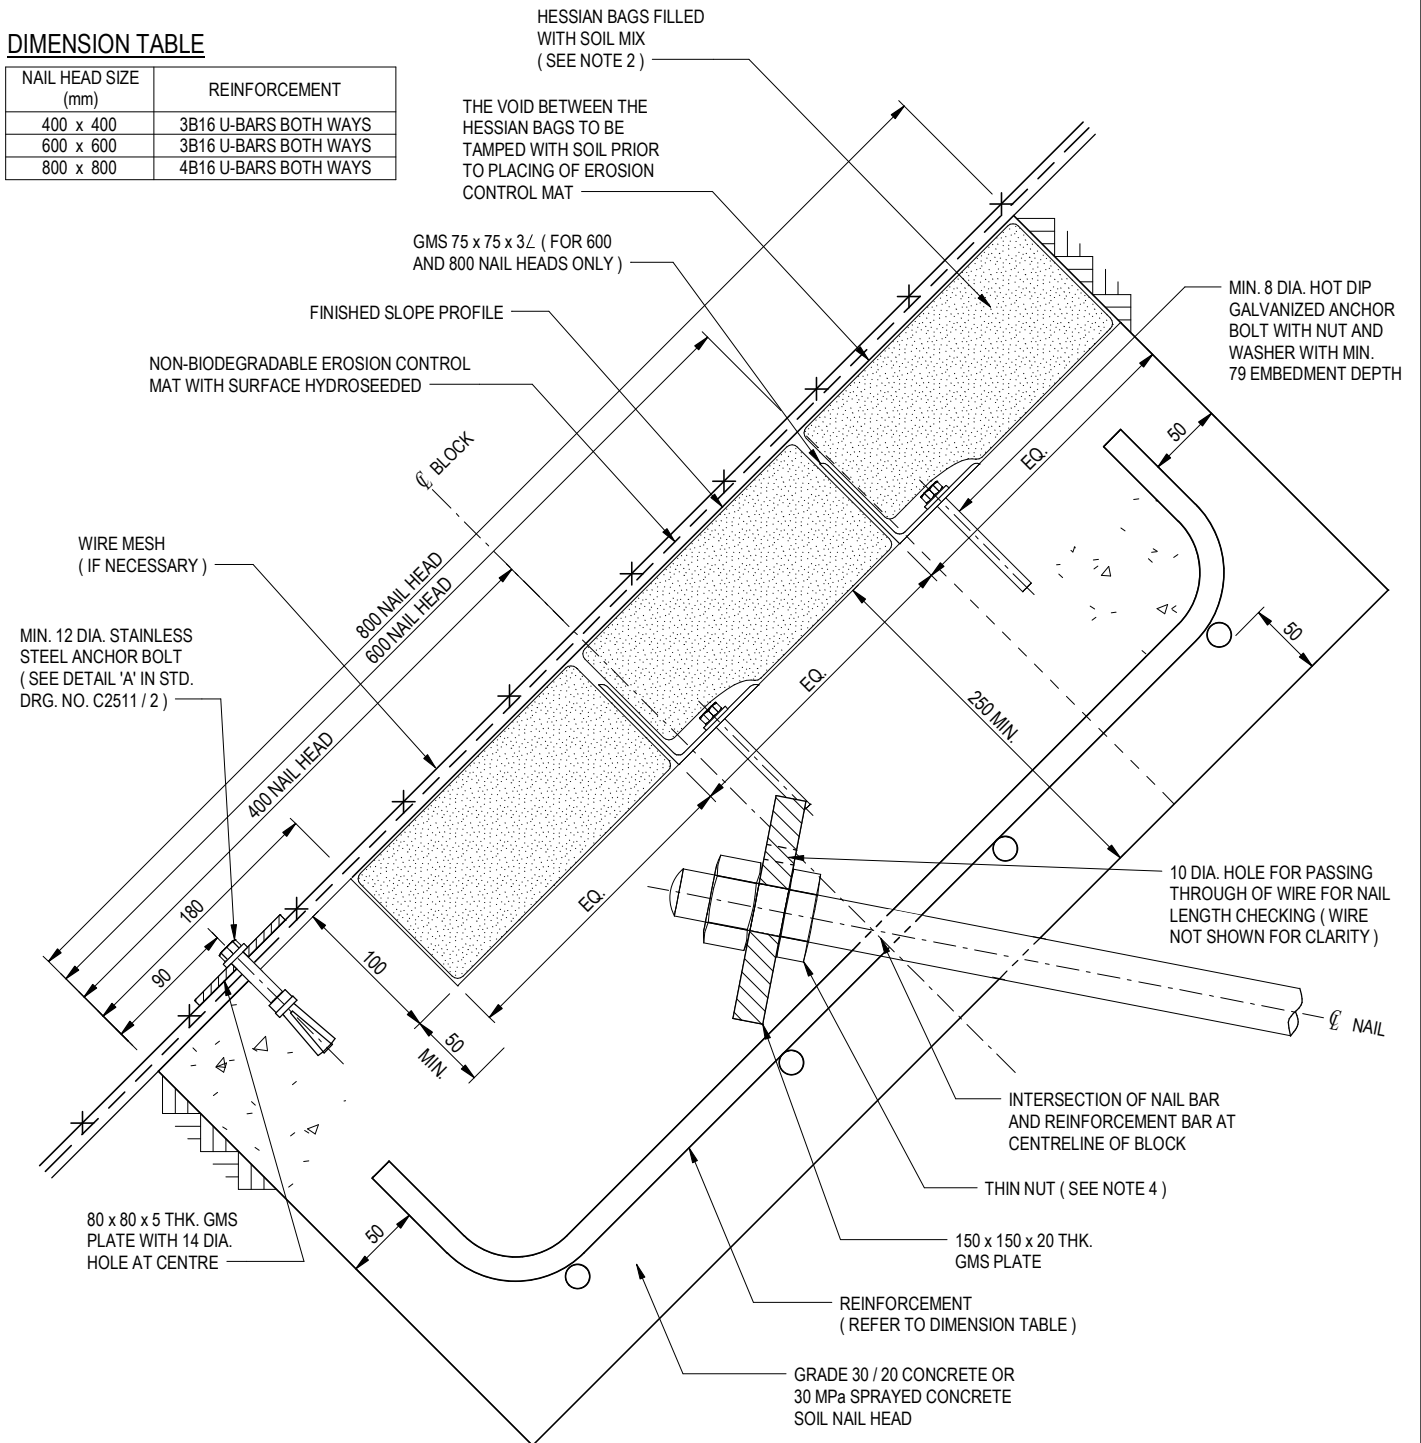 DIMENSION TABLE
NAIL HEAD SIZE
(mm)
REINFORCEMENT
400 x 400
3B16 U-BARS BOTH WAYS
600 x 600
3B16 U-BARS BOTH WAYS
800 x 800
4B16 U-BARS BOTH WAYS
HESSIAN BAGS FILLED
WITH SOIL MIX
( SEE NOTE 2 )
THE VOID BETWEEN THE
HESSIAN BAGS TO BE
TAMPED WITH SOIL PRIOR
TO PLACING OF EROSION
CONTROL MAT
GMS 75 x 75 x 3∠ ( FOR 600
AND 800 NAIL HEADS ONLY )
FINISHED SLOPE PROFILE
NON-BIODEGRADABLE EROSION CONTROL
MAT WITH SURFACE HYDROSEEDED
MIN. 8 DIA. HOT DIP
GALVANIZED ANCHOR
BOLT WITH NUT AND
WASHER WITH MIN.
79 EMBEDMENT DEPTH
℄ BLOCK
WIRE MESH
( IF NECESSARY )
MIN. 12 DIA. STAINLESS
STEEL ANCHOR BOLT
( SEE DETAIL 'A' IN STD.
DRG. NO. C2511 / 2 )
800 NAIL HEAD
600 NAIL HEAD
400 NAIL HEAD
180
90
100
50
MIN.
EQ.
EQ.
EQ.
50
50
250 MIN.
10 DIA. HOLE FOR PASSING
THROUGH OF WIRE FOR NAIL
LENGTH CHECKING ( WIRE
NOT SHOWN FOR CLARITY )
℄ NAIL
INTERSECTION OF NAIL BAR
AND REINFORCEMENT BAR AT
CENTRELINE OF BLOCK
THIN NUT ( SEE NOTE 4 )
150 x 150 x 20 THK.
GMS PLATE
80 x 80 x 5 THK. GMS
PLATE WITH 14 DIA.
HOLE AT CENTRE
50
REINFORCEMENT
( REFER TO DIMENSION TABLE )
GRADE 30 / 20 CONCRETE OR
30 MPa SPRAYED CONCRETE
SOIL NAIL HEAD